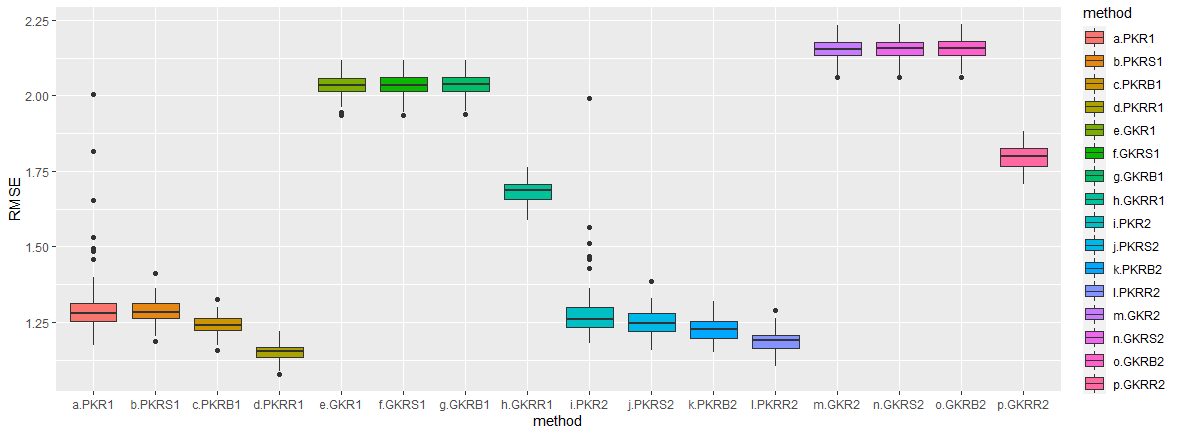 2.25
2.00
1.75
1.50
1.25
RMSE
a.PKR1 b.PKRS1 c.PKRB1 d.PKRR1 e.GKR1 f.GKRS1 g.GKRB1 h.GKRR1 i.PKR2 j.PKRS2 k.PKRB2 l.PKRR2 m.GKR2 n.GKRS2 o.GKRB2 p.GKRR2
method
method
a.PKR1
b.PKRS1
c.PKRB1
d.PKRR1
e.GKR1
f.GKRS1
g.GKRB1
h.GKRR1
i.PKR2
j.PKRS2
k.PKRB2
l.PKRR2
m.GKR2
n.GKRS2
o.GKRB2
p.GKRR2